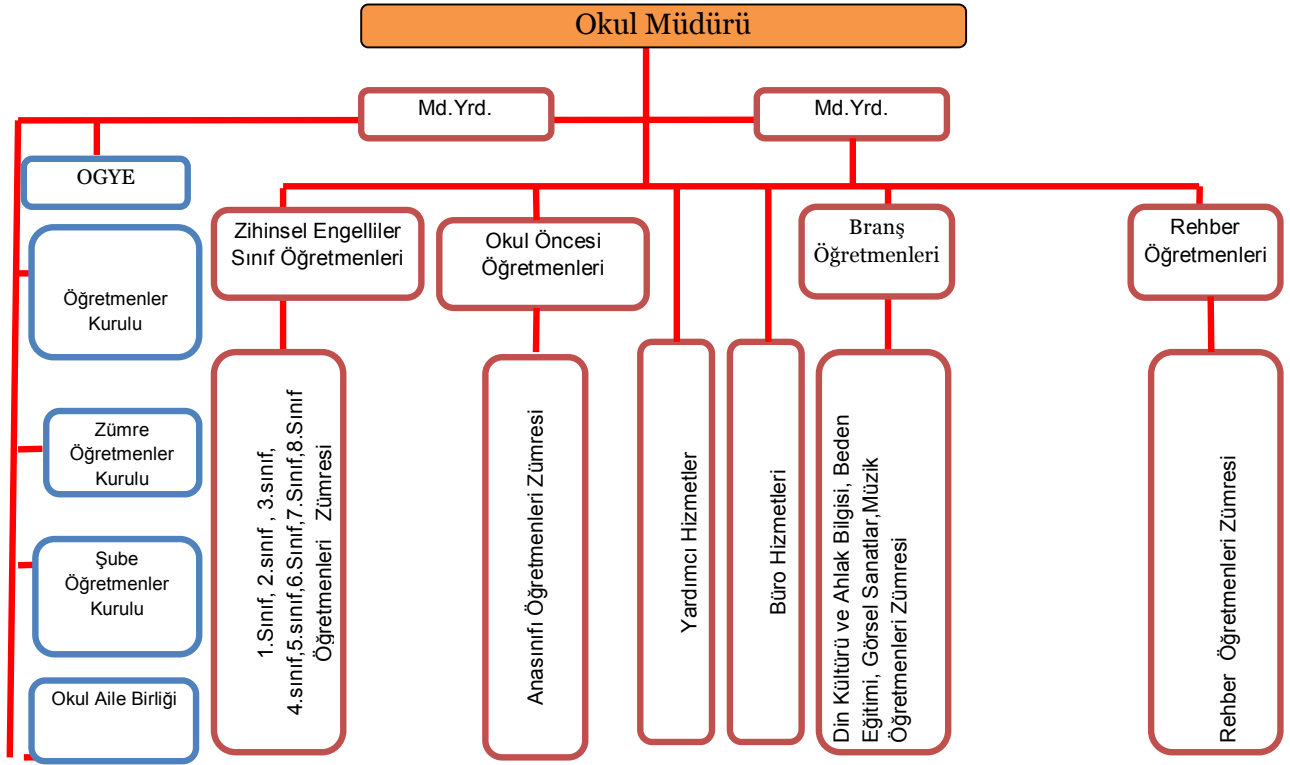 Okul Müdürü
Md.Yrd.
Md.Yrd.
OGYE
Öğretmenler
Kurulu
Zümre
Öğretmenler
Kurulu
Şube
Öğretmenler
Kurulu
Okul Aile Birliği
Zihinsel Engelliler
Sınıf Öğretmenleri
Okul Öncesi
Öğretmenleri
Branş
Öğretmenleri
Rehber
Öğretmenleri
1.Sınıf, 2.sınıf , 3.sınıf,
4.sınıf,5.sınıf,6.Sınıf,7.Sınıf,8.Sınıf
Öğretmenleri Zümresi
Anasınıfı Öğretmenleri Zümresi
Yardımcı Hizmetler
Büro Hizmetleri
Din Kültürü ve Ahlak Bilgisi, Beden
Eğitimi, Görsel Sanatlar,Müzik
Öğretmenleri Zümresi
Rehber Öğretmenleri Zümresi